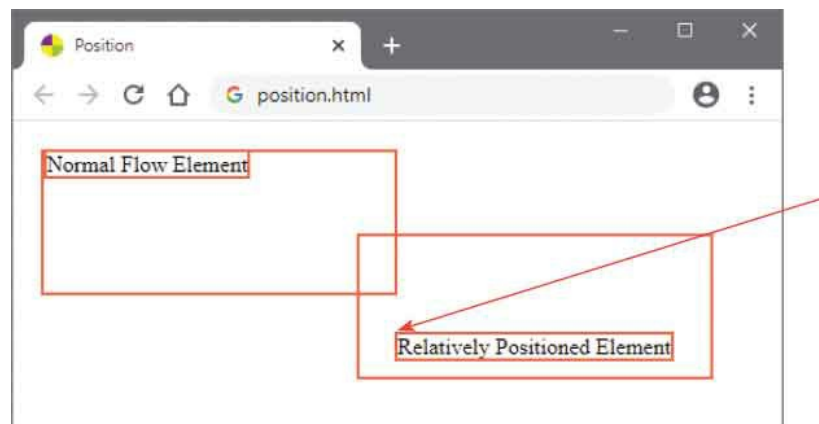 Position
position.html
Normal Flow Element
Relatively Positioned Element